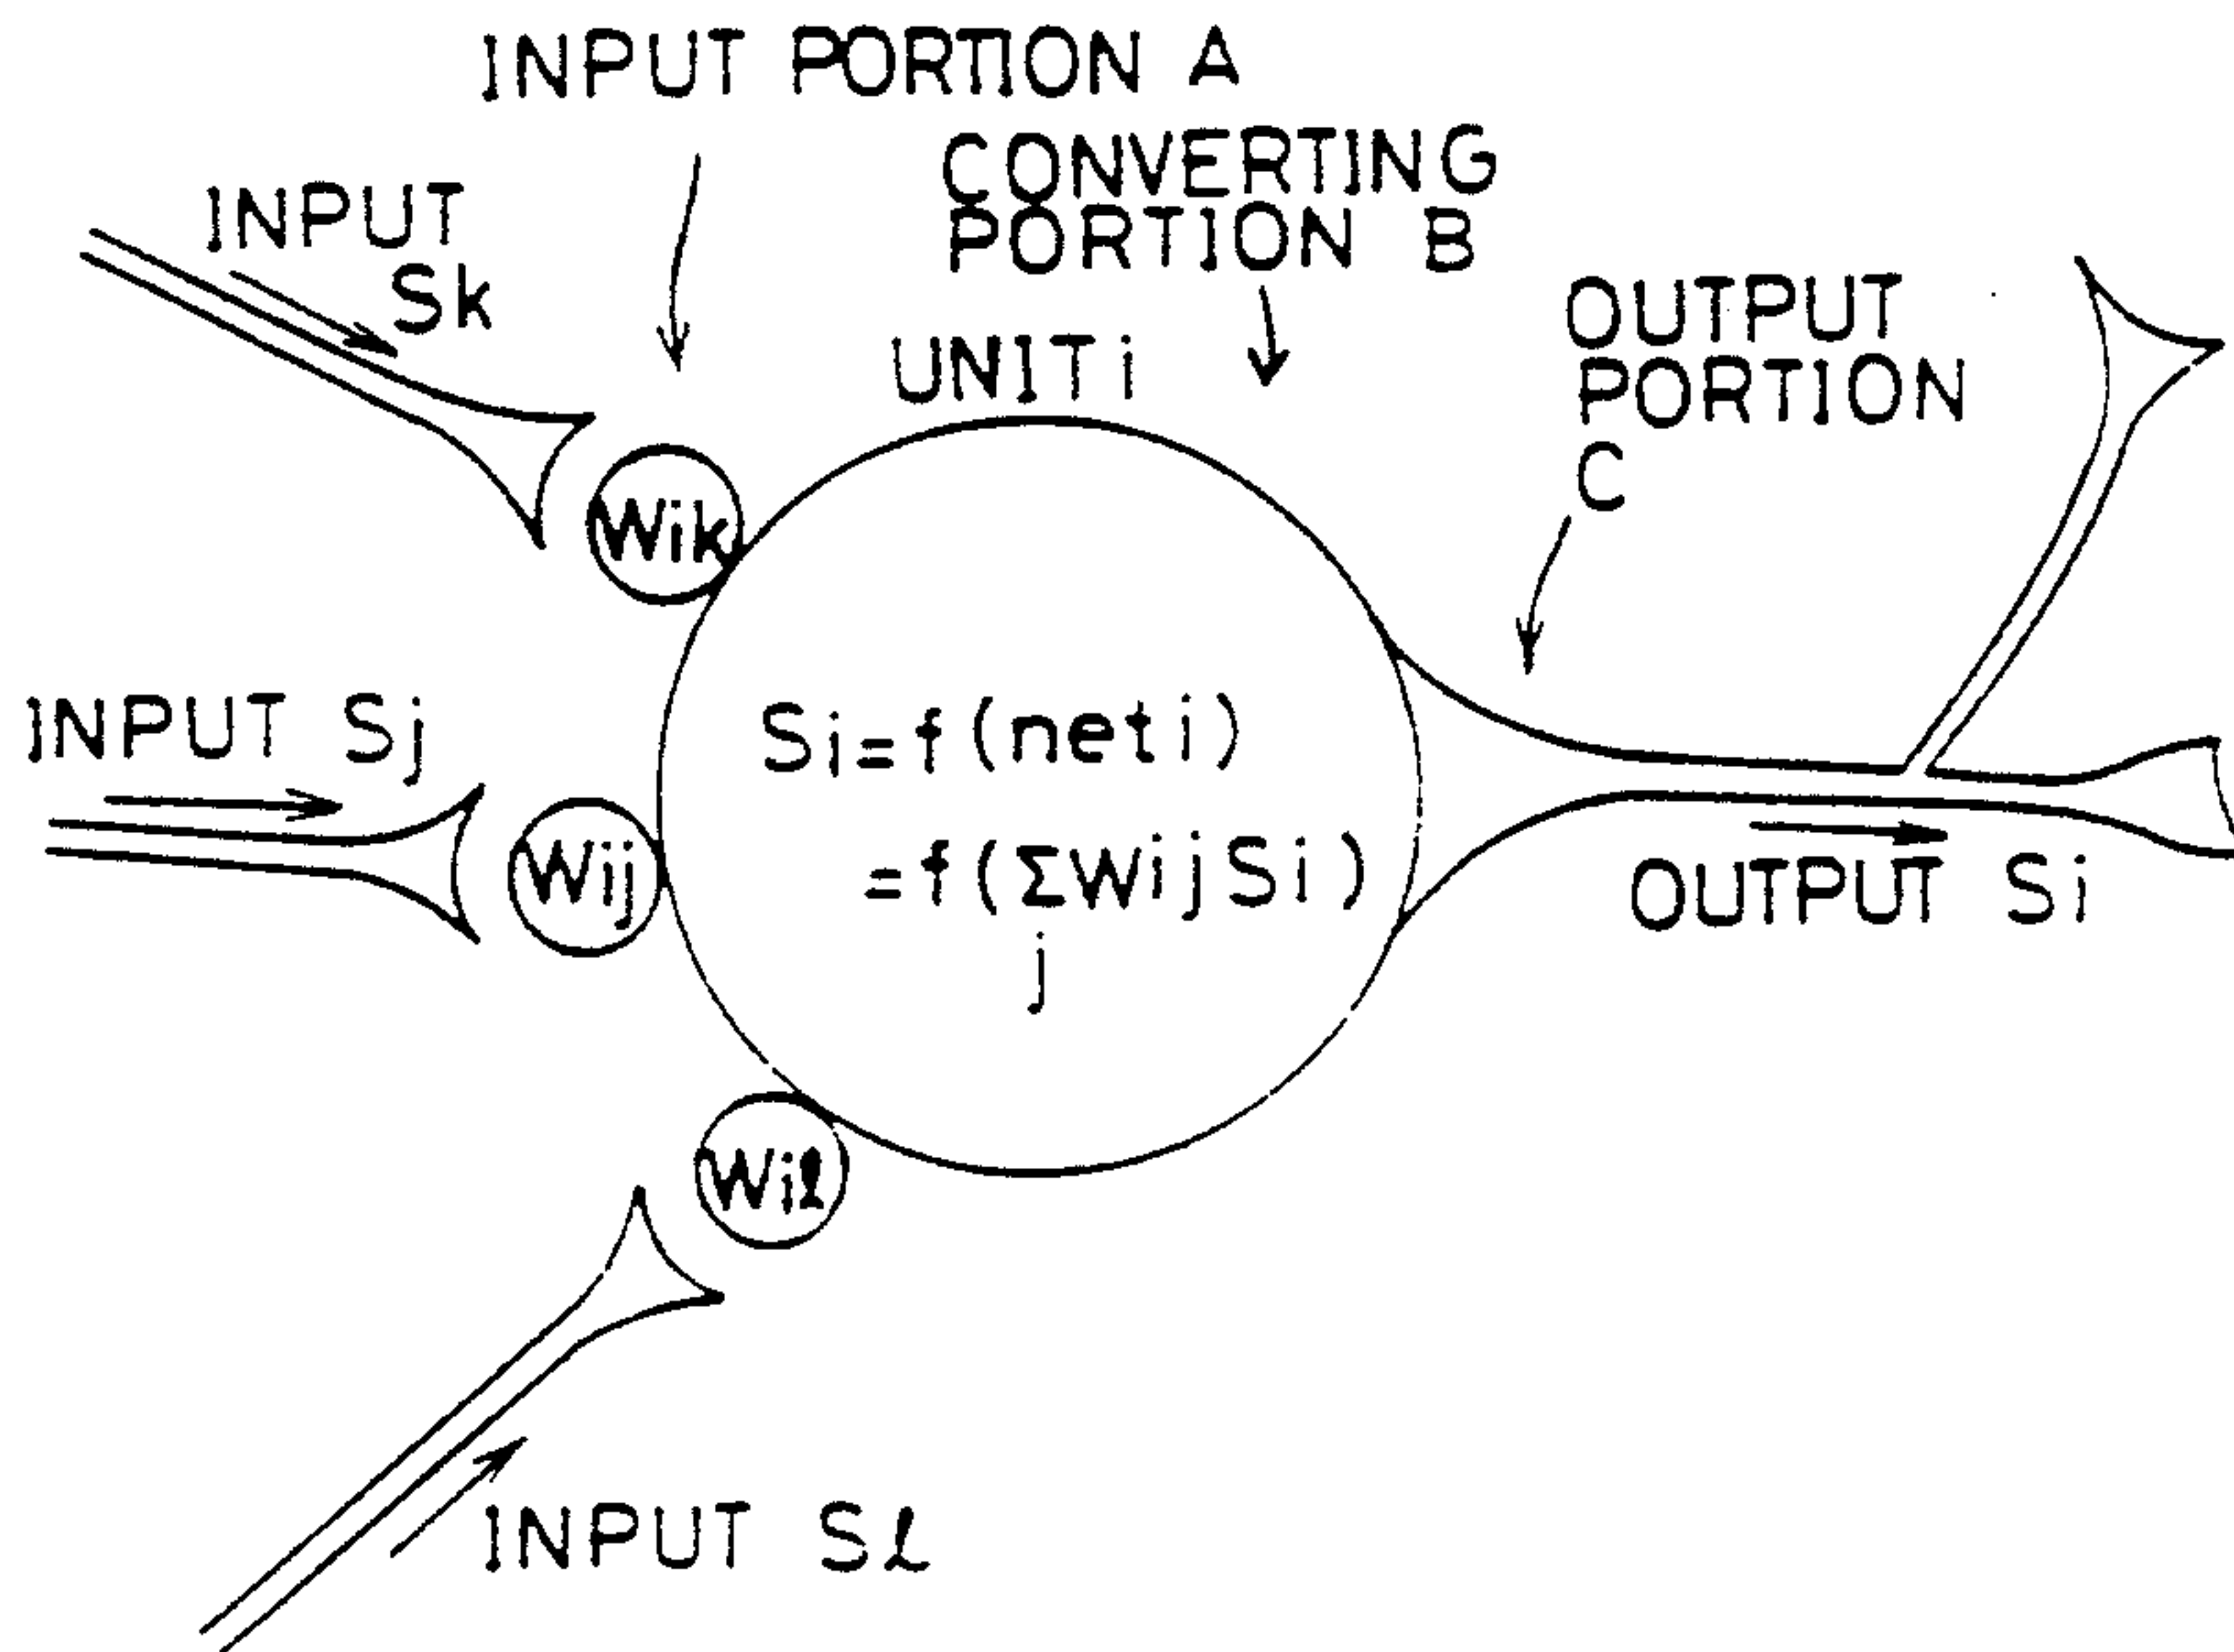 INPUT PORTION A
CONVERTING
PORTION B
INPUT
Sk
OUTPUT
PORTION
C
UNIT i
Wik
INPUT Sj
Si=f(neti)
Wij
=f(ΣWijSi)
j
OUTPUT Si
Wiℓ
INPUT Sℓ